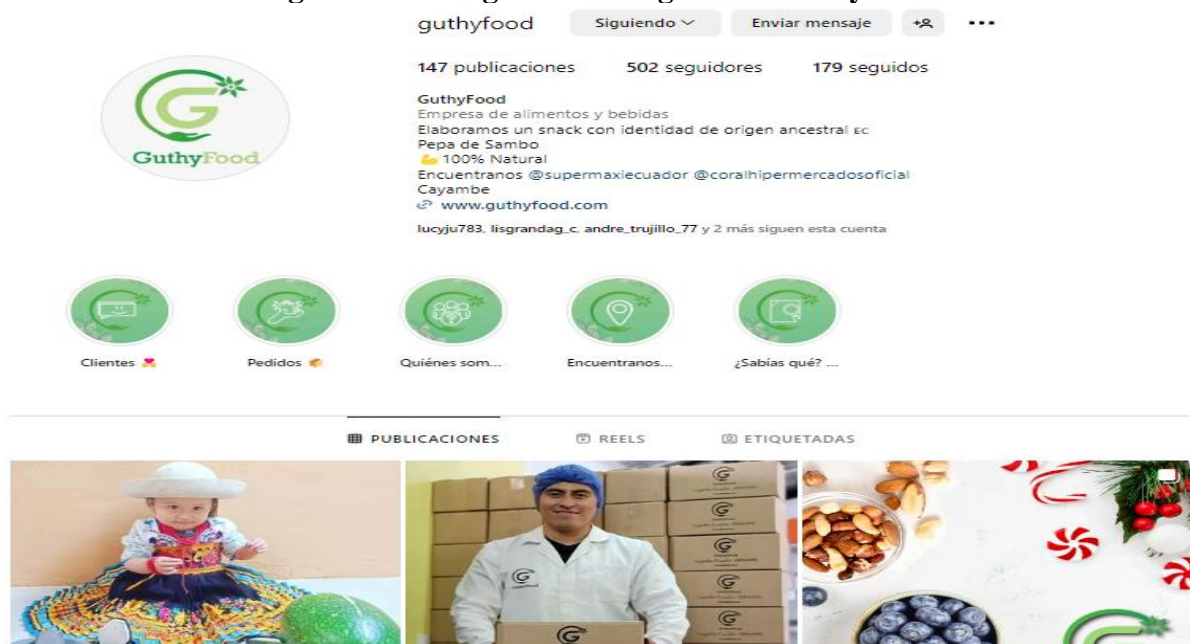 guthyfood Siguiendo Enviar mensaje
147 publicaciones 502 seguidores 179 seguidos
GuthyFood
GuthyFood
Empresa de alimentos y bebidas
Elaboramos un snack con identidad de origen ancestral EC
Pepa de Sambo
💪 100% Natural
Encuentranos @supermaxiecuador @coralhipermercadosoficial
Cayambe
www.guthyfood.com
lucyju783, lisgrandag_c, andre_trujillo_77 y 2 más siguen esta cuenta
Clientes Pedidos Quiénes som... Encuentranos... ¿Sabías qué? ...
PUBLICACIONES REELS ETIQUETADAS